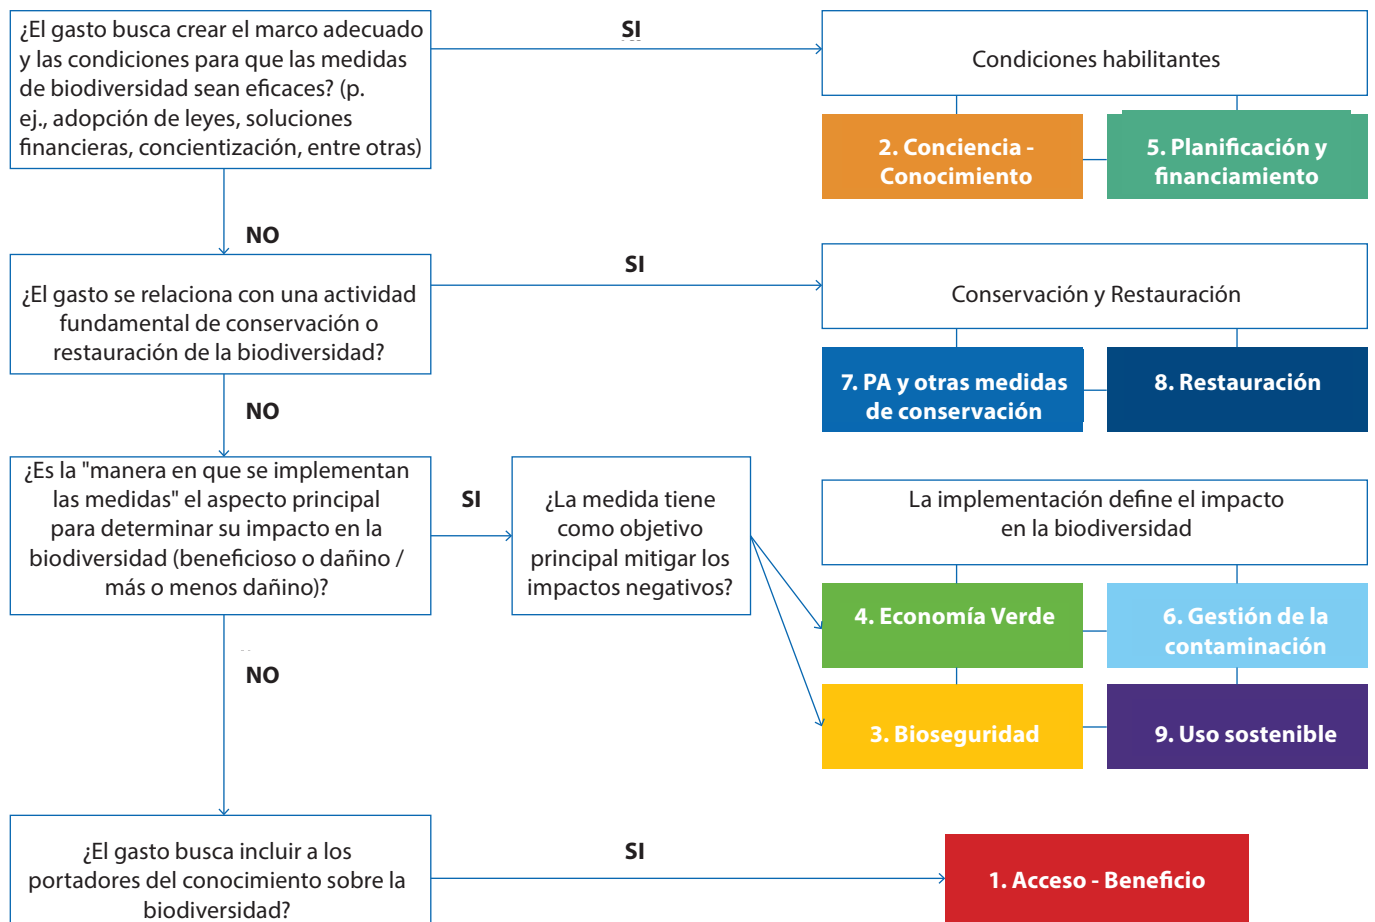 ¿El gasto busca crear el marco adecuado
y las condiciones para que las medidas
de biodiversidad sean eficaces? (p.
ej., adopción de leyes, soluciones
financieras, concientización, entre otras)
SI
Condiciones habilitantes
2. Conciencia -
Conocimiento
5. Planificación y
financiamiento
NO
¿El gasto se relaciona con una actividad
fundamental de conservación o
restauración de la biodiversidad?
SI
Conservación y Restauración
7. PA y otras medidas
de conservación
8. Restauración
NO
¿Es la "manera en que se implementan
las medidas" el aspecto principal
para determinar su impacto en la
biodiversidad (beneficioso o dañino /
más o menos dañino)?
SI
¿La medida tiene
como objetivo
principal mitigar los
impactos negativos?
La implementación define el impacto
en la biodiversidad
4. Economía Verde
6. Gestión de la
contaminación
3. Bioseguridad
9. Uso sostenible
NO
¿El gasto busca incluir a los
portadores del conocimiento sobre la
biodiversidad?
SI
1. Acceso - Beneficio